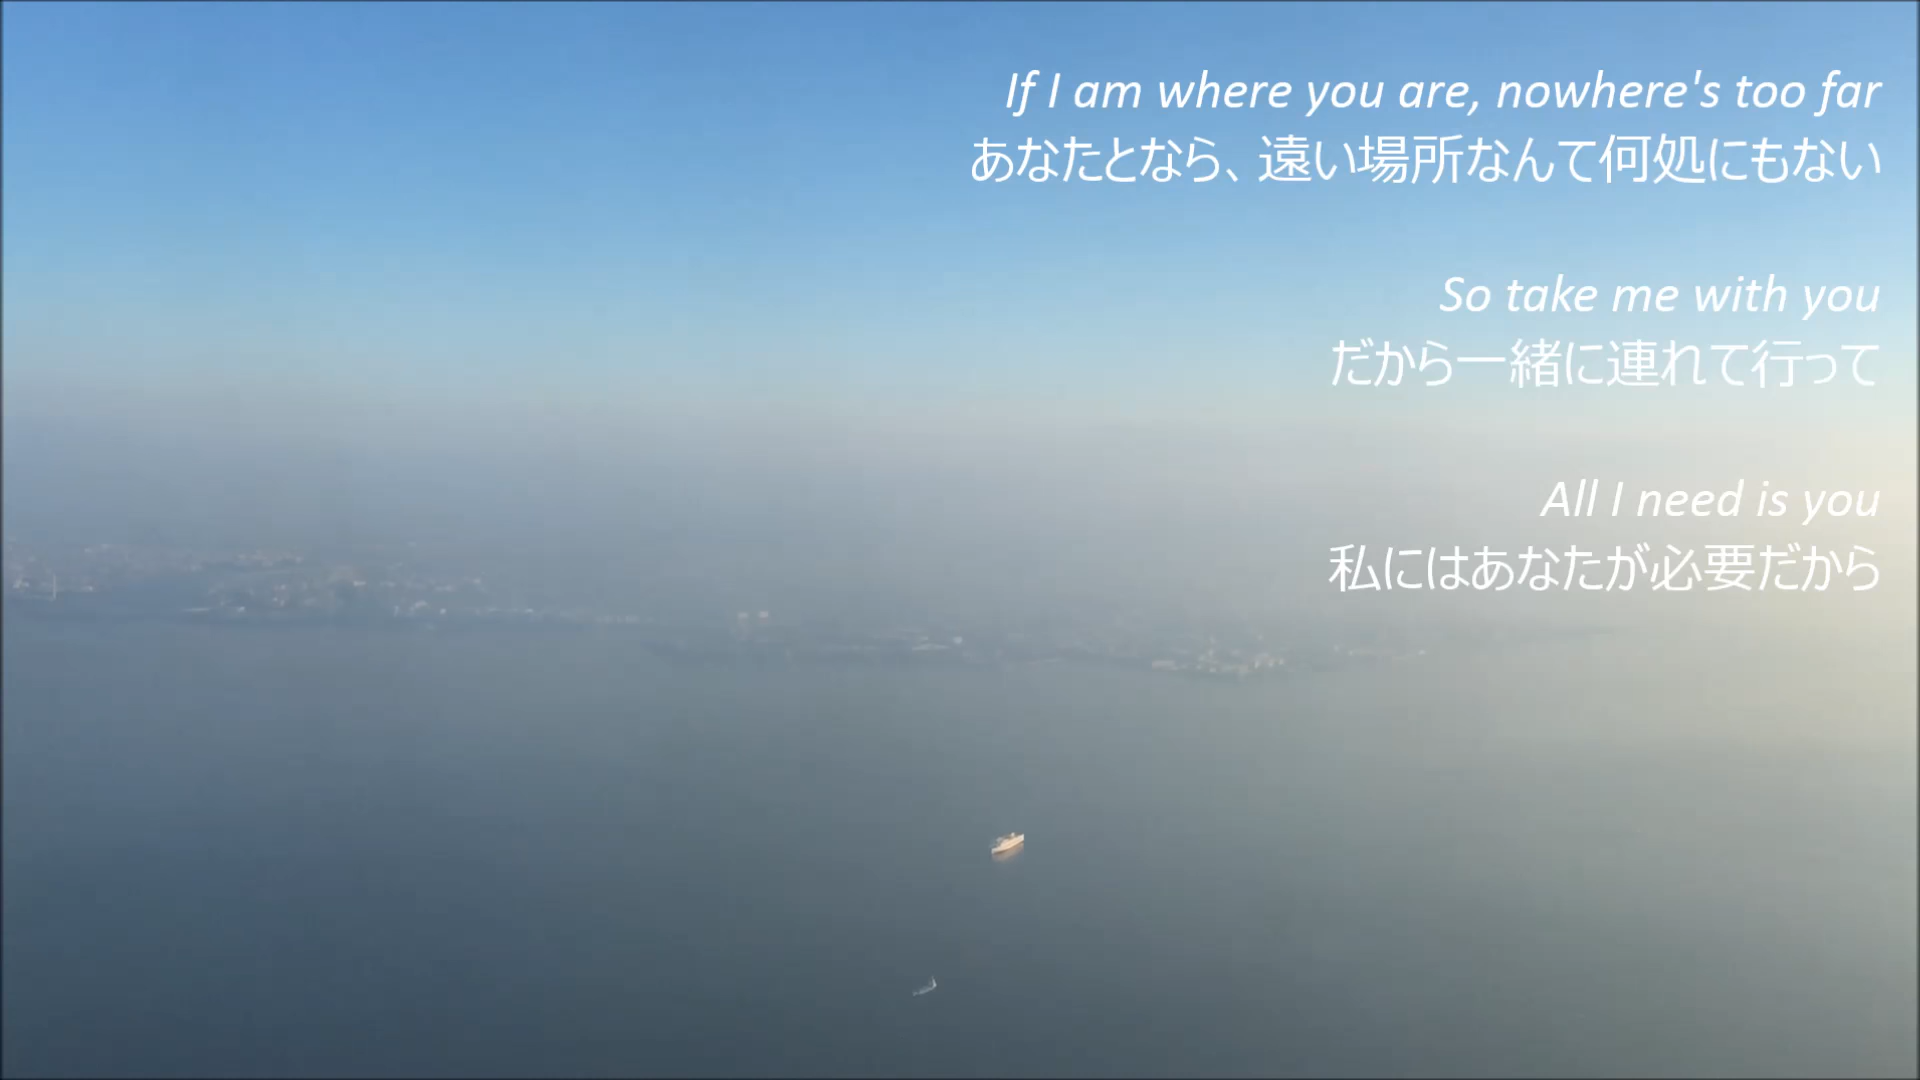 If I am where you are, nowhere's too far
あなたとなら、遠い場所なんて何処にもない
So take me with you
だから一緒に連れて行って
All I need is you
私にはあなたが必要だから